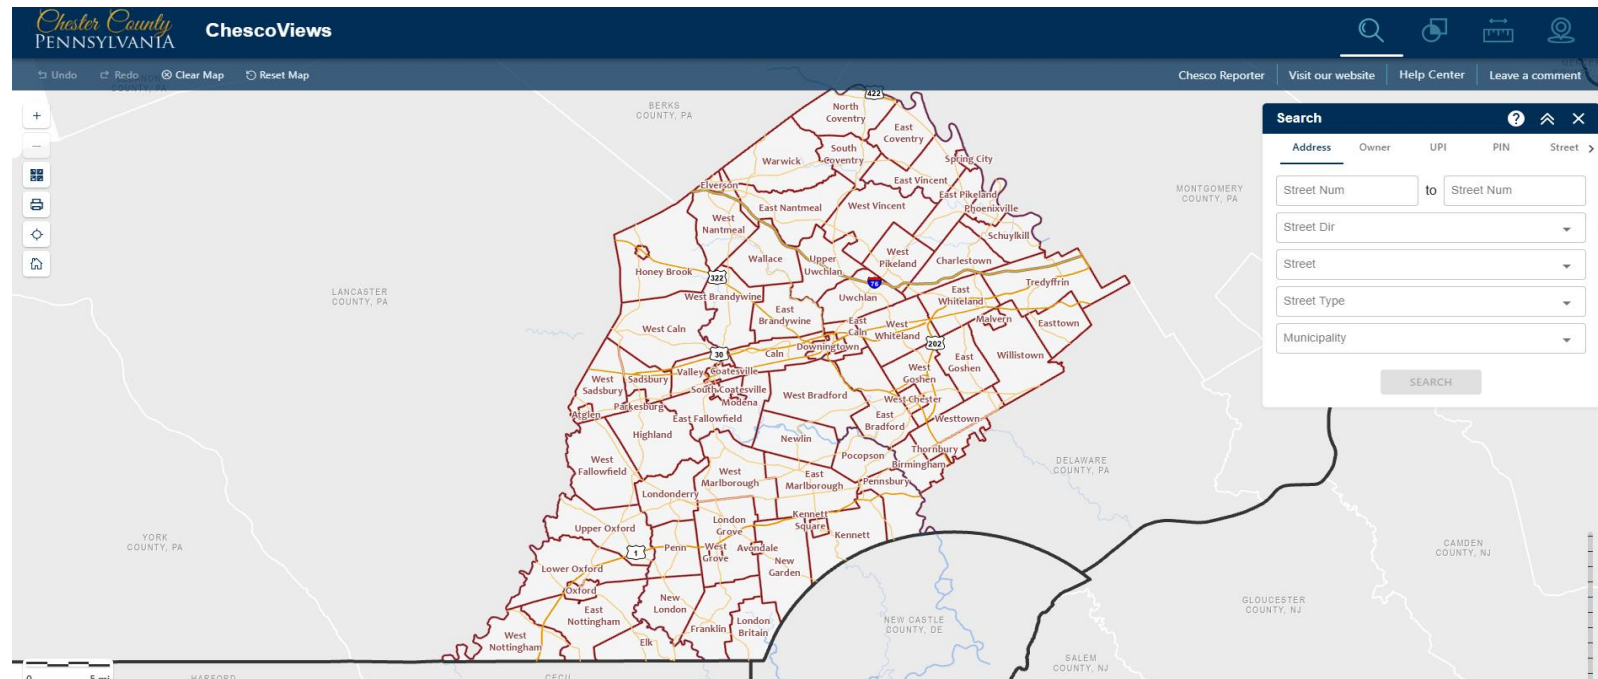 Chester County
PENNSYLVANIA
ChescoViews
Undo
Redo
Clear Map
Reset Map
Chesco Reporter
Visit our website
Help Center
Leave a comment
COUNTY, PA
BERKS
COUNTY, PA
MONTGOMERY
COUNTY, PA
LANCASTER
COUNTY, PA
YORK
COUNTY, PA
DELAWARE
COUNTY, PA
CAMDEN
COUNTY, NJ
GLOUCESTER
COUNTY, NJ
NEW CASTLE
COUNTY, DE
SALEM
COUNTY, NJ
HARFORD
CECIL
0 5 mi
Search
?
Address
Owner
UPI
PIN
Street
Street Num
to
Street Num
Street Dir
Street
Street Type
Municipality
SEARCH
422
North
Coventry
East
Coventry
South
Coventry
Warwick
Spring City
Elverson
East Vincent
East Pikeland
East Nantmeal
West Vincent
Phoenixville
West
Nantmeal
Schuylkill
Honey Brook
322
Wallace
Upper
Uwchlan
West
Pikeland
Charlestown
76
Tredyffrin
West Brandywine
Uwchlan
East
Whiteland
East
Brandywine
West Caln
East
Caln
West
Whiteland
Malvern
Easttown
30
Caln
Downingtown
202
East
Goshen
Willistown
West
Sadsbury
Sadsbury
Valley
Coatesville
West
Goshen
South Coatesville
Modena
West Bradford
West Chester
Parkesburg
Atglen
East Fallowfield
East
Bradford
Westtown
Highland
Newlin
Thornbury
Pocopson
Birmingham
West
Fallowfield
West
Marlborough
East
Marlborough
Pennsbury
Londonderry
London
Grove
Kennett
Square
Kennett
Upper Oxford
1
Penn
West
Grove
Avondale
New
Garden
Lower Oxford
Oxford
New
London
East
Nottingham
London
Britain
Franklin
Elk
West
Nottingham